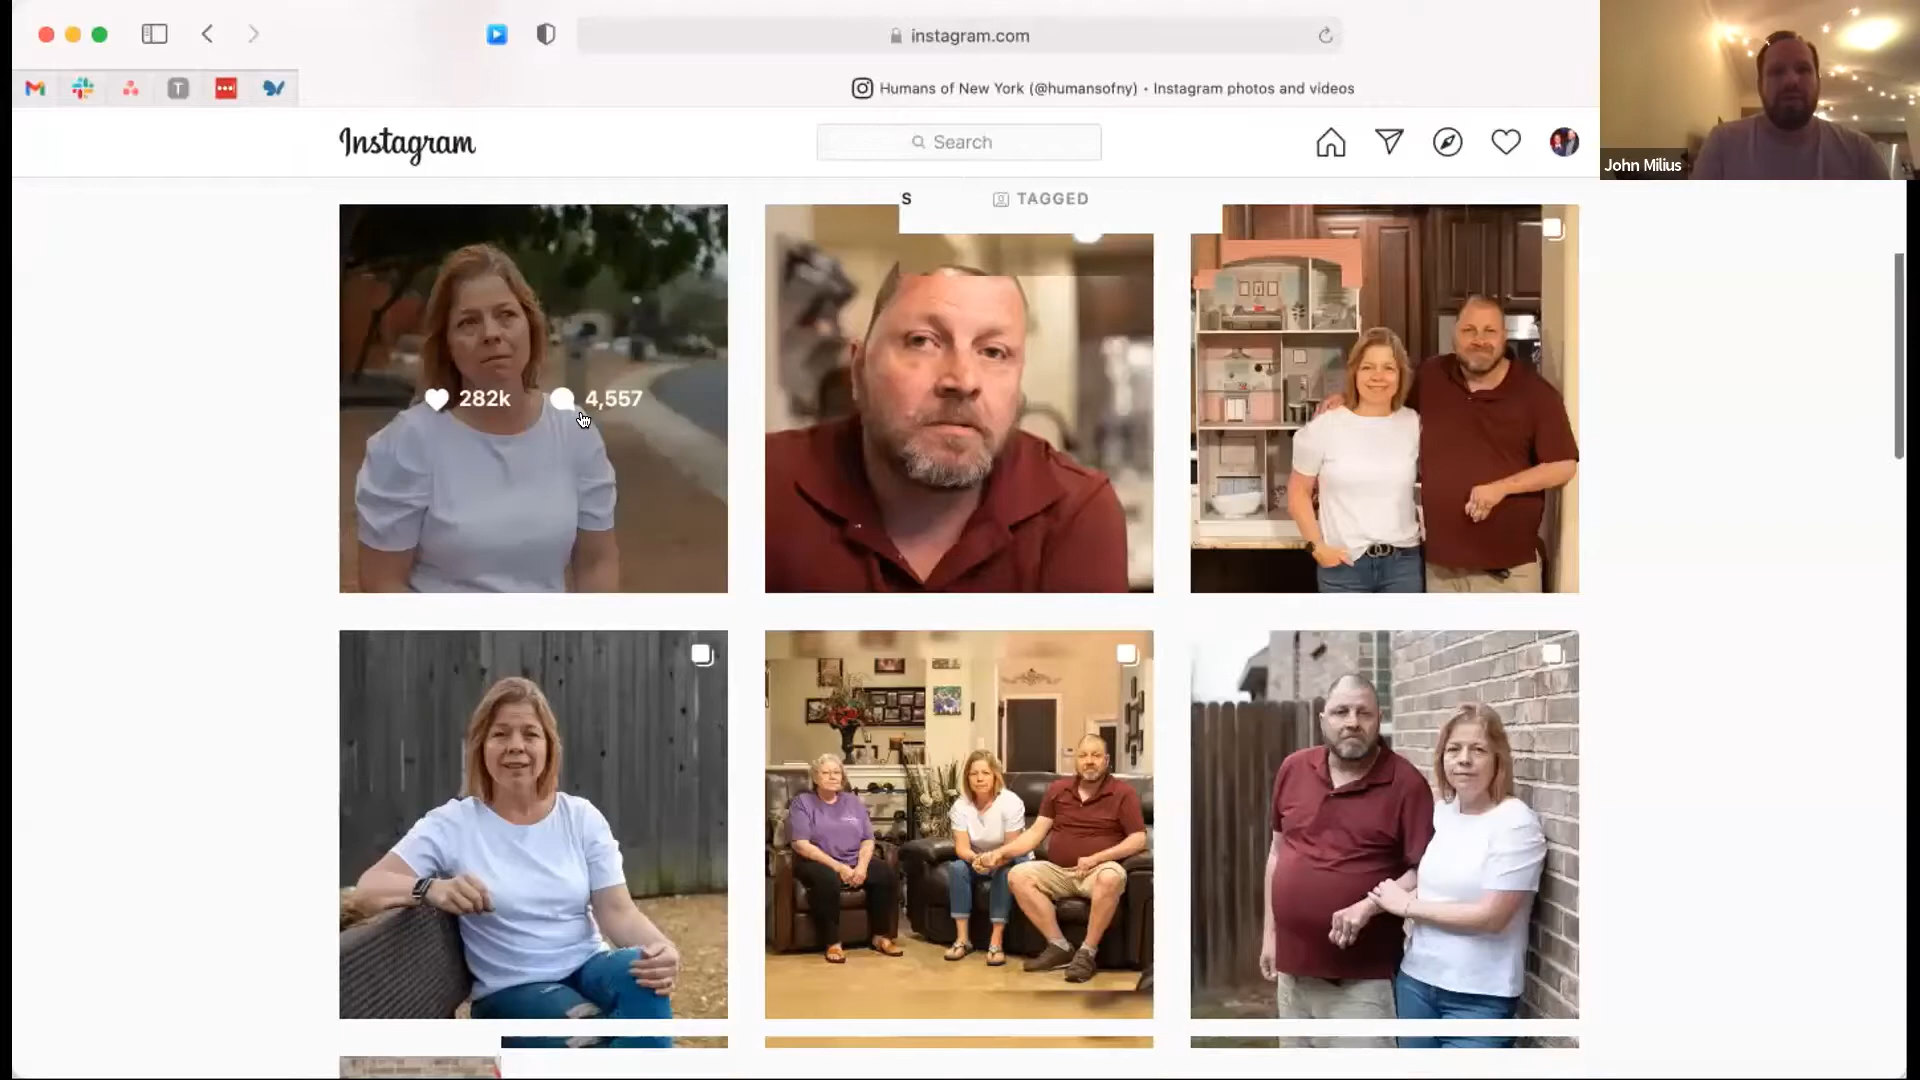 instagram.com
T
Humans of New York (@humansofny) • Instagram photos and videos
Instagram
Search
John Milius
S
TAGGED
282k
4,557